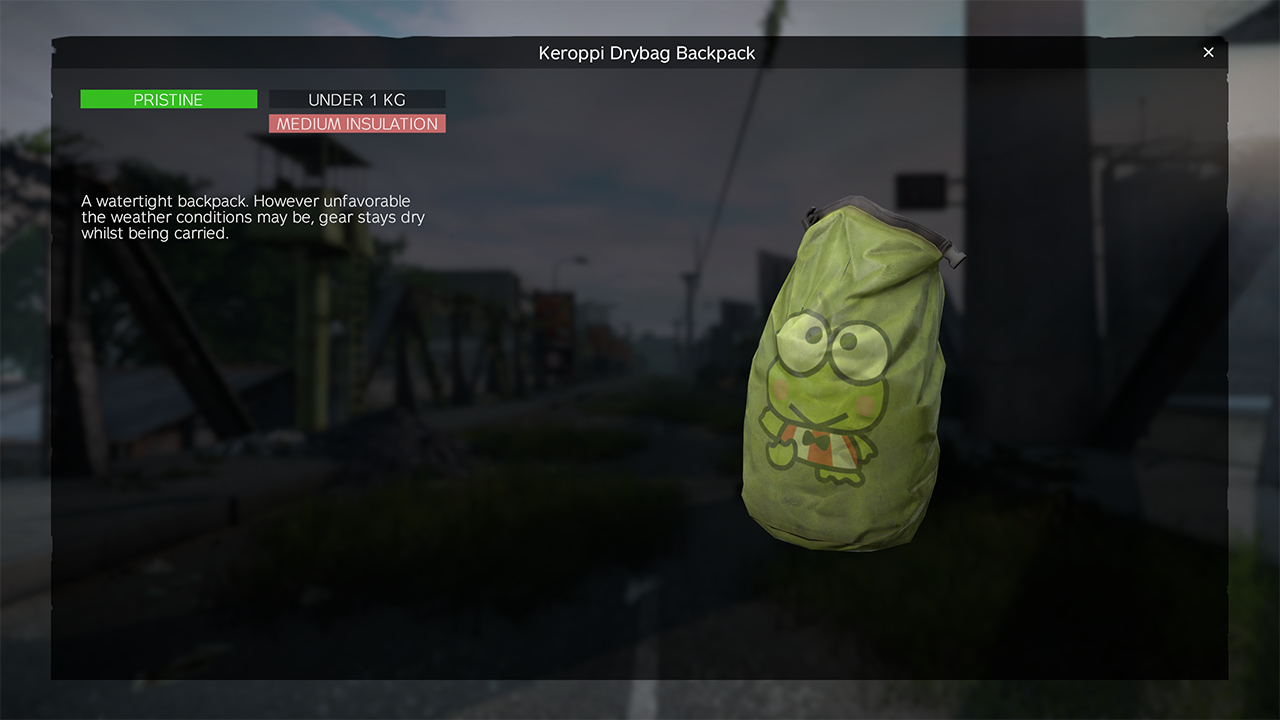 Keroppi Drybag Backpack
PRISTINE
UNDER 1 KG
MEDIUM INSULATION
A watertight backpack. However unfavorable
the weather conditions may be, gear stays dry
whilst being carried.